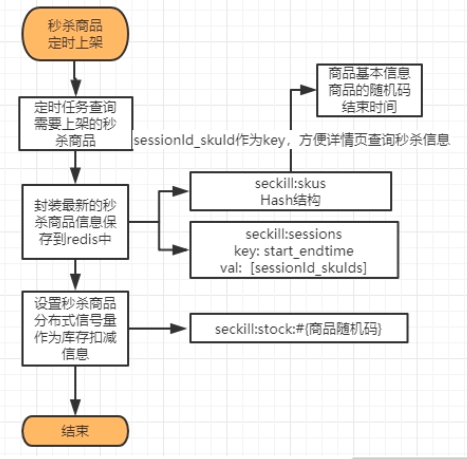 秒杀商品
定时上架
商品基本信息
商品的随机码
结束时间
定时任务查询
需要上架的秒
杀商品
sessionId_skuId作为key，方便详情页查询秒杀信息
封装最新的秒
杀商品信息保
存到redis中
seckill:skus
Hash结构
seckill:sessions
key: start_endtime
val: [sessionId_skuIds]
设置秒杀商品
分布式信号量
作为库存扣减
信息
seckill:stock:#{商品随机码}
结束